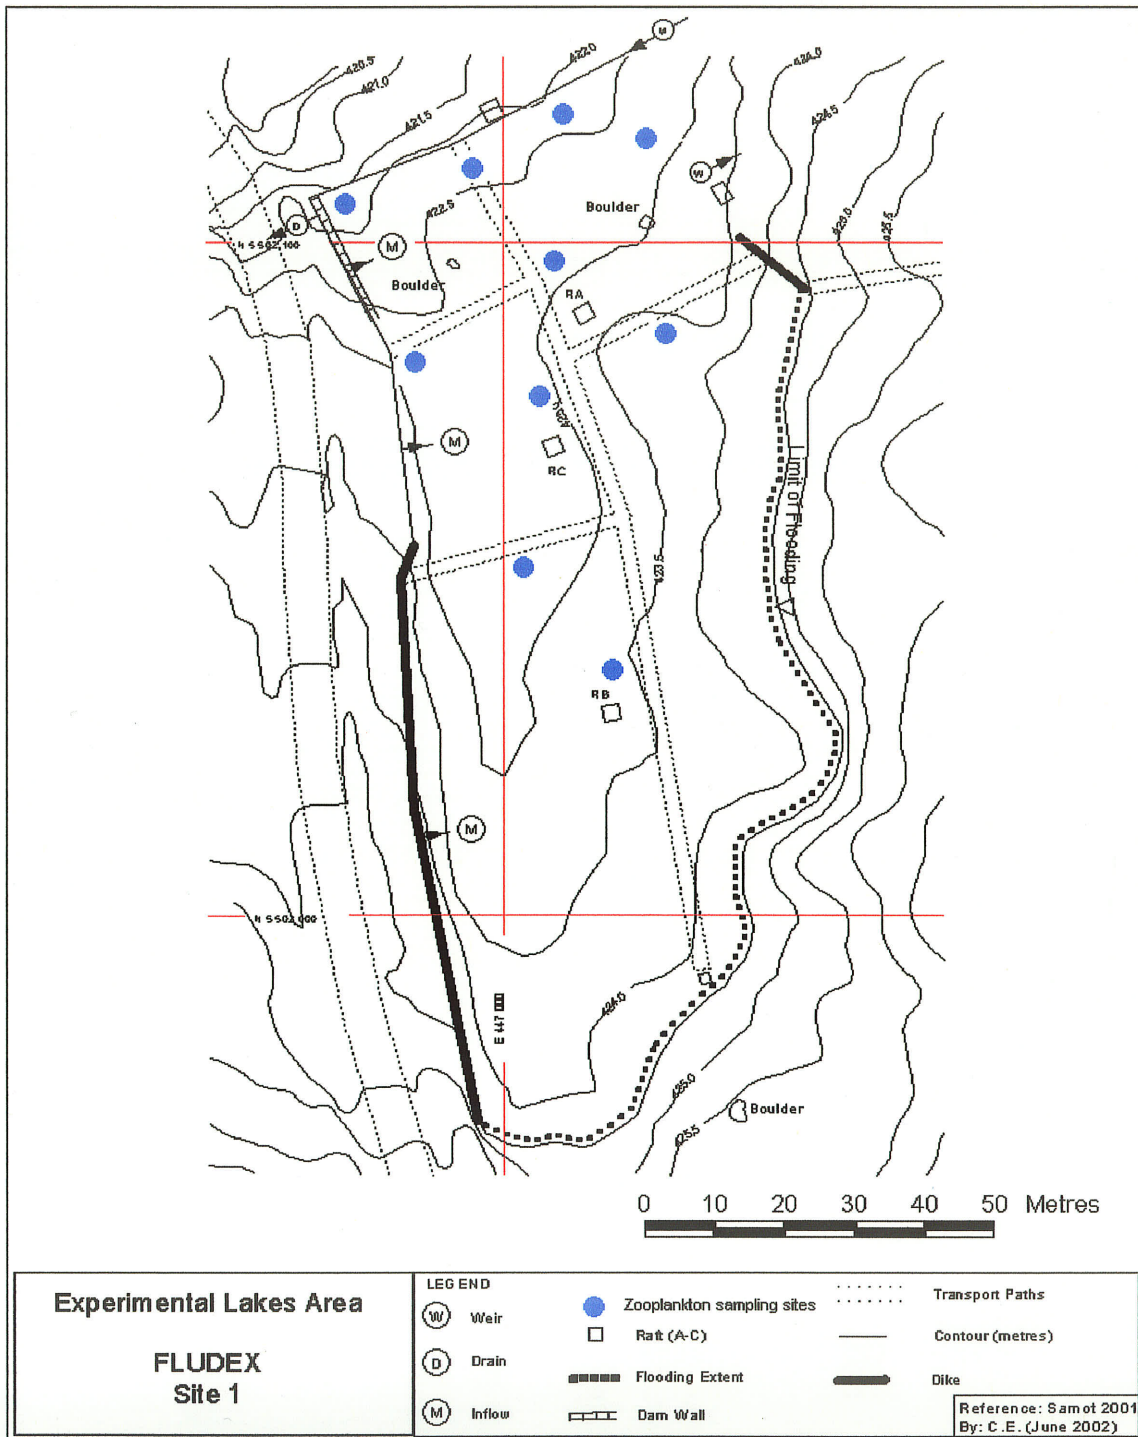 M
420.5
421.0
421.5
422.0
424.0
424.5
W
Boulder
422.5
425.0
425.5
D
N 5502,100
M
Boulder
RA
423.0
M
RC
Limit of Flooding
423.5
RB
M
N 5502,000
E 447
424.5
425.0
425.5
Boulder
0 10 20 30 40 50 Metres
Experimental Lakes Area
FLUDEX
Site 1
LEGEND
W Weir
D Drain
M Inflow
Zooplankton sampling sites
Raft (A-C)
Flooding Extent
Dam Wall
Transport Paths
Contour (metres)
Dike
Reference: Samot 2001
By: C.E. (June 2002)